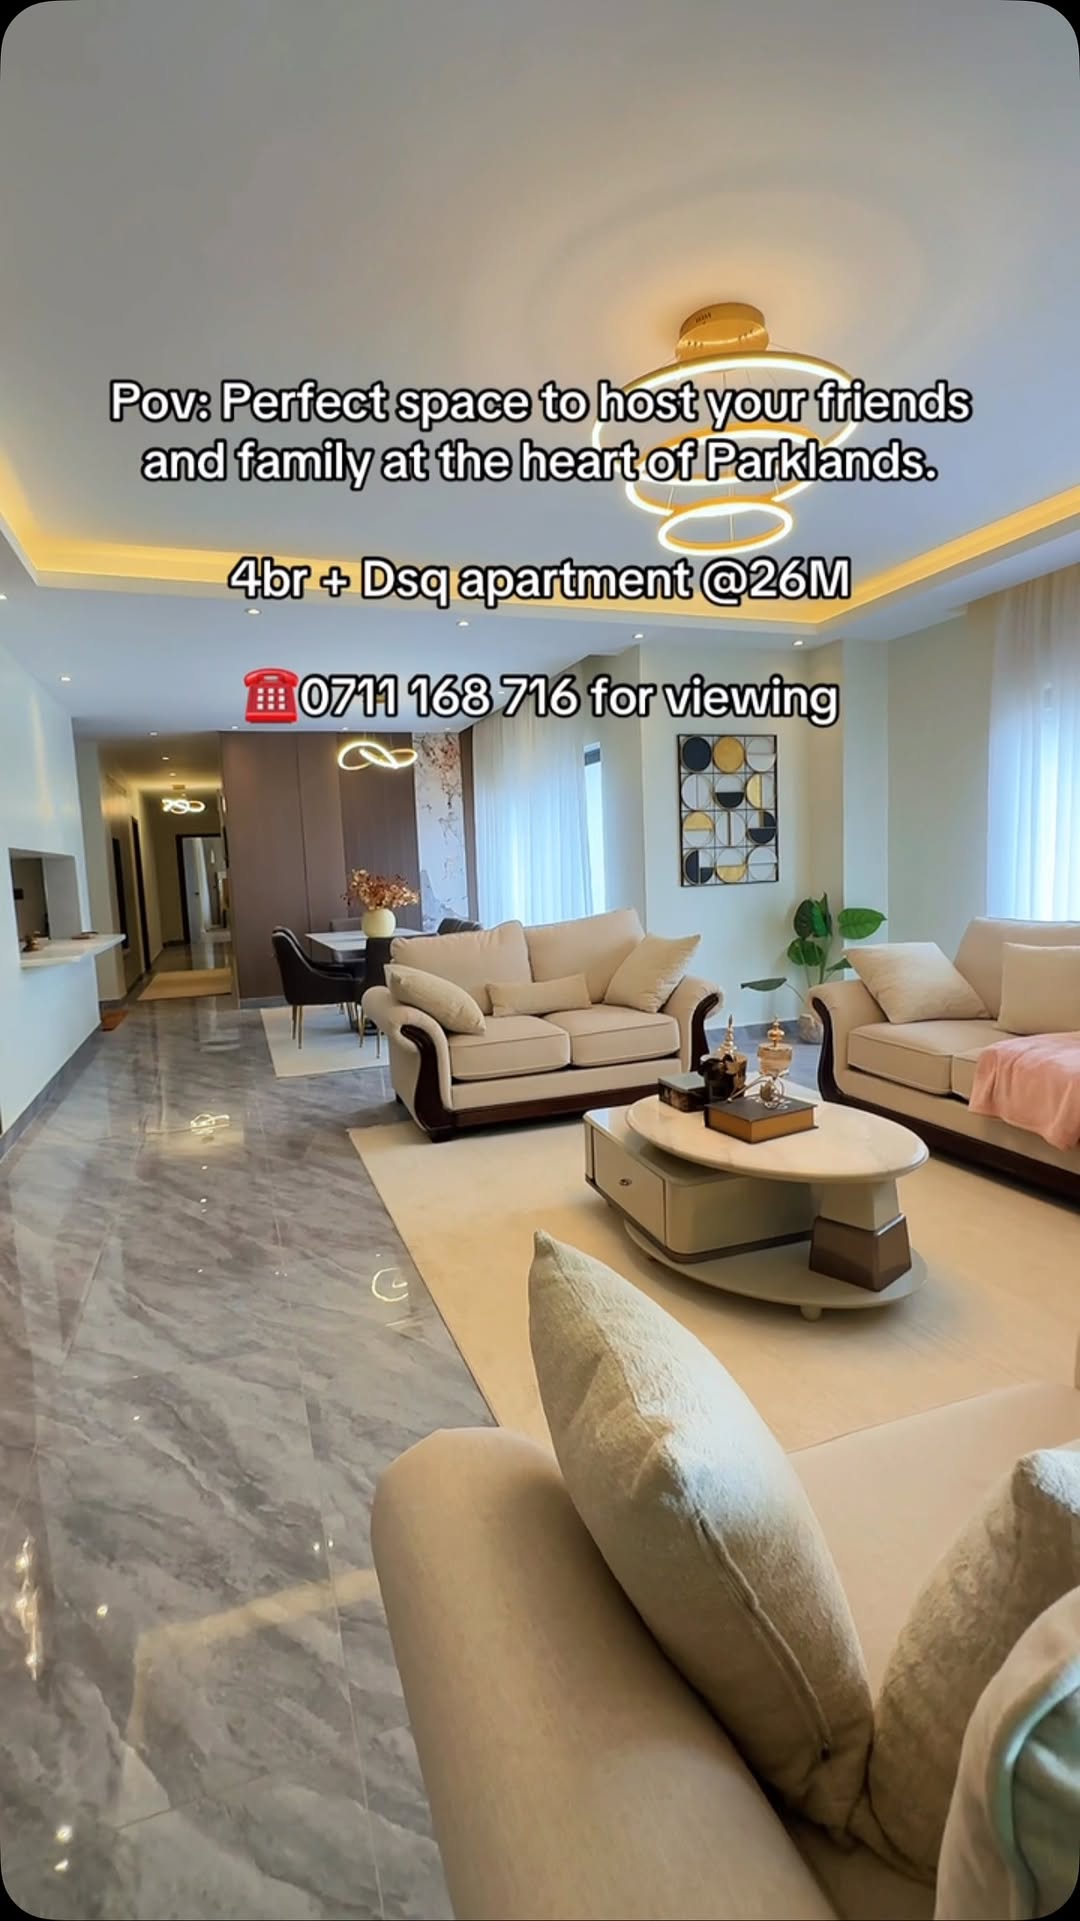 Pov: Perfect space to host your friends
and family at the heart of Parklands.
4br + Dsq apartment @26M
☎️0711 168 716 for viewing